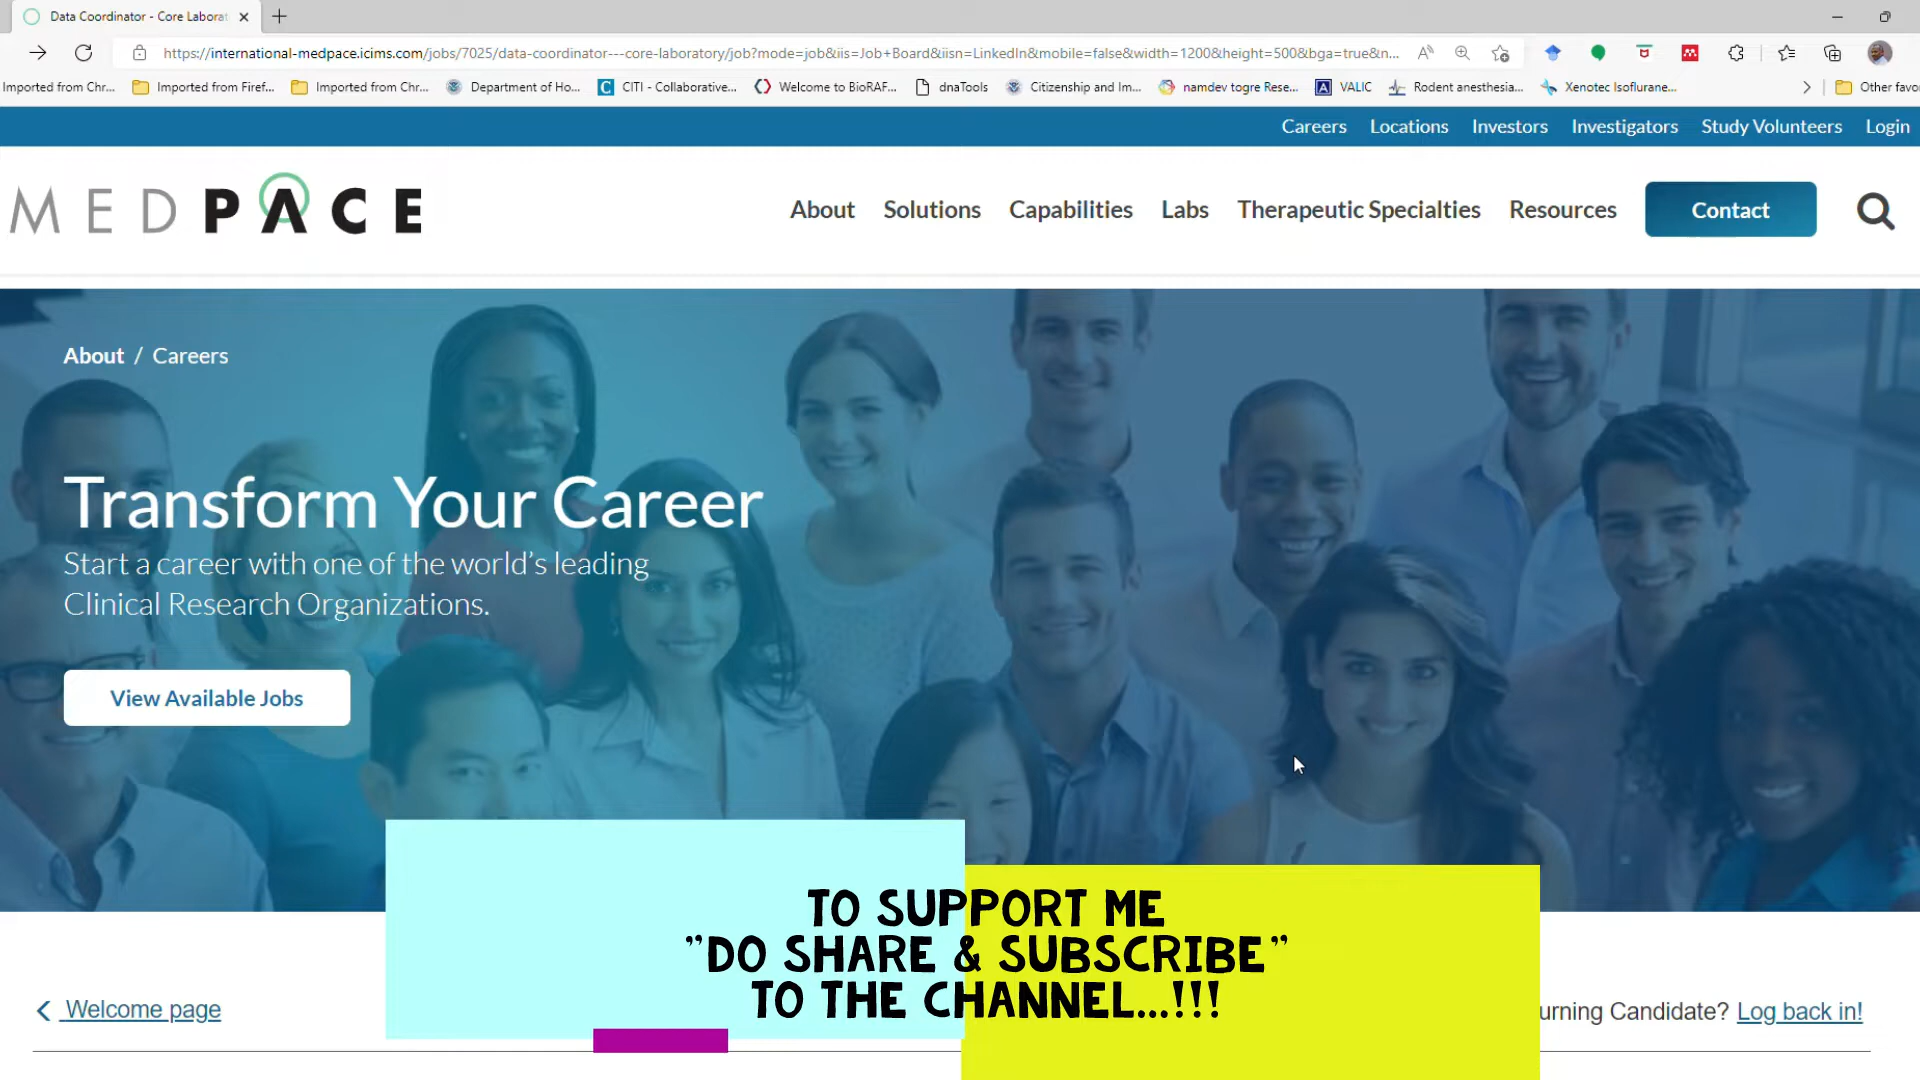 Data Coordinator - Core Laborat
https://international-medpace.icims.com/jobs/7025/data-coordinator---core-laboratory/job?mode=job&iis=Job+Board&iisn=LinkedIn&mobile=false&width=1200&height=500&bga=true&n...
Imported from Chr... Imported from Firef... Imported from Chr... Department of Ho... CITI - Collaborative... Welcome to BioRAF... dnaTools Citizenship and Im... namdev togre Rese... VALIC Rodent anesthesia... Xenotec Isoflurane... Other favo
Careers Locations Investors Investigators Study Volunteers Login
MEDPACE
About Solutions Capabilities Labs Therapeutic Specialties Resources Contact
About / Careers
Transform Your Career
Start a career with one of the world's leading
Clinical Research Organizations.
View Available Jobs
TO SUPPORT ME
"DO SHARE & SUBSCRIBE"
TO THE CHANNEL...!!!
Welcome page
urning Candidate? Log back in!